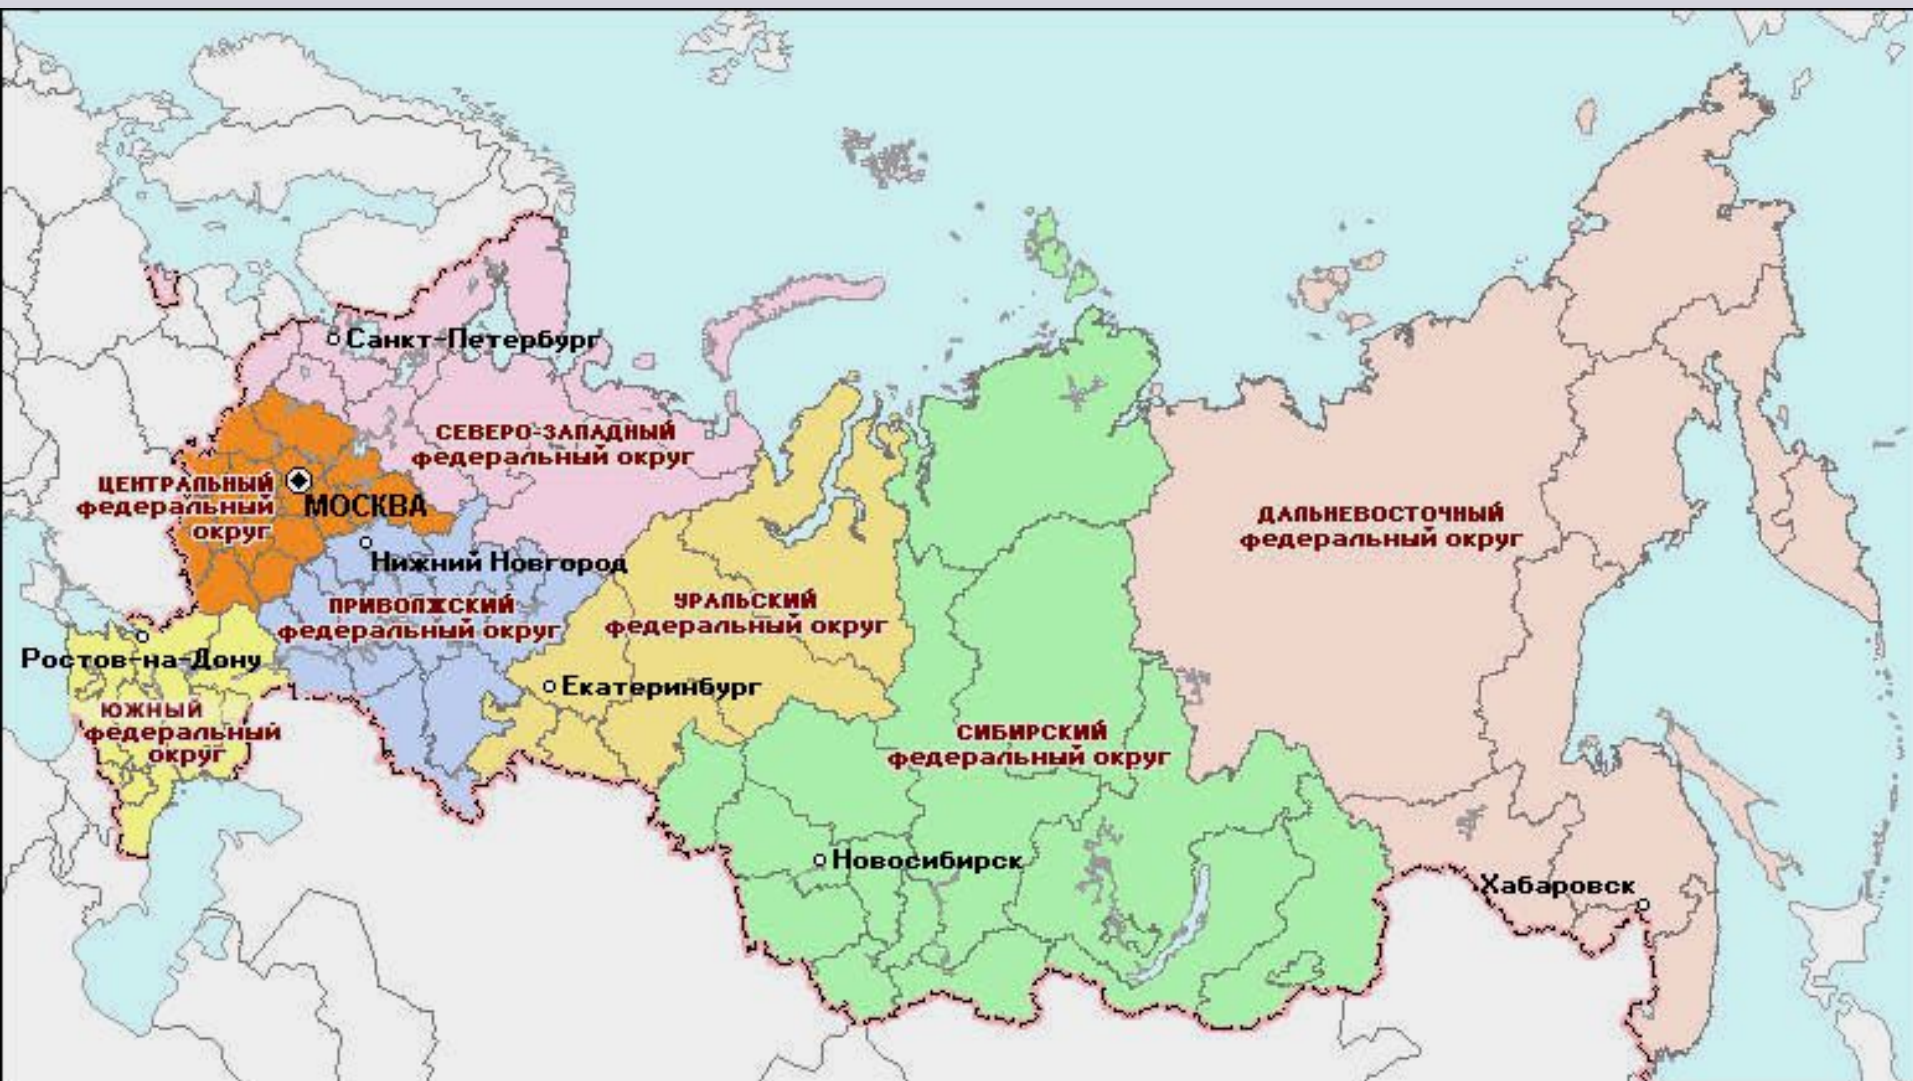 Санкт-Петербург
СЕВЕРО-ЗАПАДНЫЙ
федеральный округ
ЦЕНТРАЛЬНЫЙ
федеральный
округ
МОСКВА
ДАЛЬНЕВОСТОЧНЫЙ
федеральный округ
Нижний Новгород
ПРИВОЛЖСКИЙ
федеральный округ
УРАЛЬСКИЙ
федеральный округ
Ростов-на-Дону
Екатеринбург
ЮЖНЫЙ
федеральный
округ
СИБИРСКИЙ
федеральный округ
Новосибирск
Хабаровск